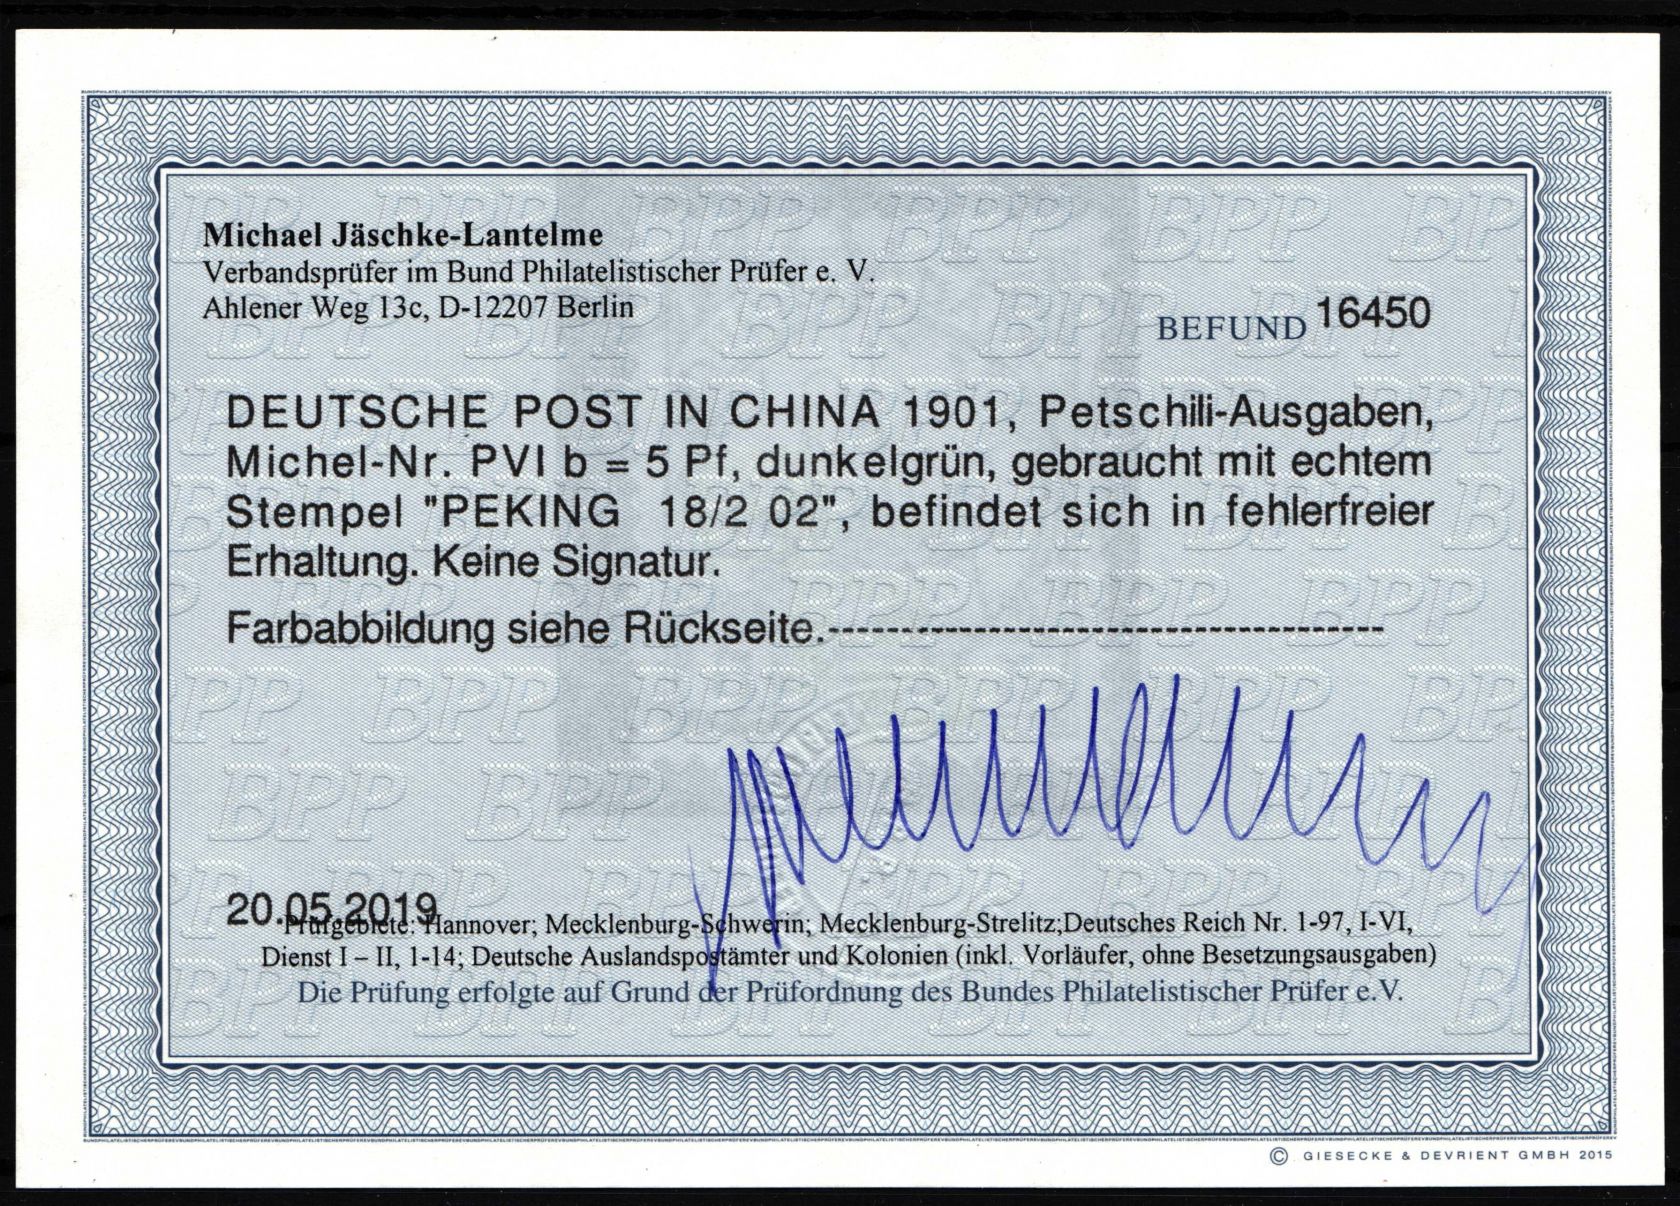 Michael Jäschke-Lantelme
Verbandsprüfer im Bund Philatelistischer Prüfer e. V.
Ahlener Weg 13c, D-12207 Berlin
BEFUND 16450
DEUTSCHE POST IN CHINA 1901, Petschili-Ausgaben,
Michel-Nr. PVI b = 5 Pf, dunkelgrün, gebraucht mit echtem
Stempel "PEKING 18/2 02", befindet sich in fehlerfreier
Erhaltung. Keine Signatur.
Farbabbildung siehe Rückseite.--------------------------------------
20.05.2019
Prüfgebiete: Hannover; Mecklenburg-Schwerin; Mecklenburg-Strelitz;Deutsches Reich Nr. 1-97, I-VI,
Dienst I – II, 1-14; Deutsche Auslandspostämter und Kolonien (inkl. Vorläufer, ohne Besetzungsausgaben)
Die Prüfung erfolgte auf Grund der Prüfordnung des Bundes Philatelistischer Prüfer e.V.
© GIESECKE & DEVRIENT GMBH 2015